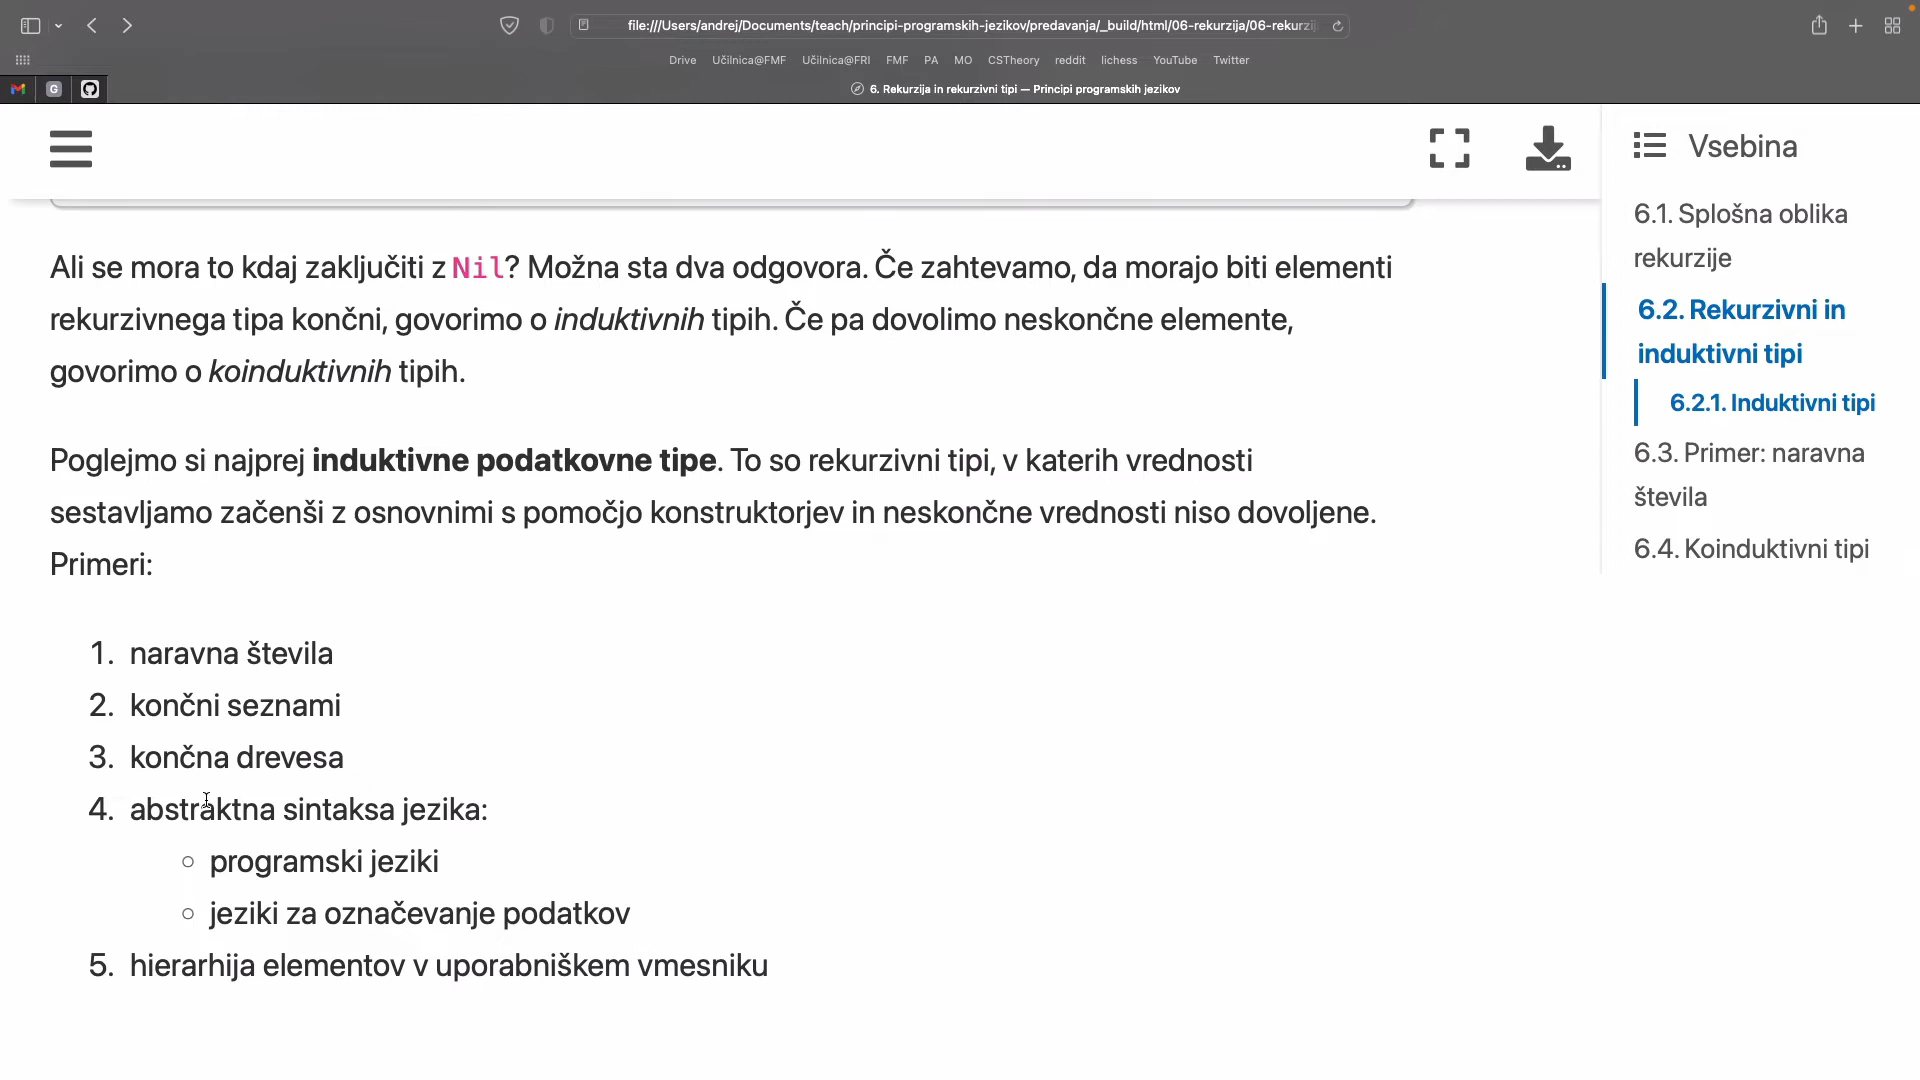 file:///Users/andrej/Documents/teach/principi-programskih-jezikov/predavanja/_build/html/06-rekurzija/06-rekurzij
Drive Učilnica@FMF Učilnica@FRI FMF PA MO CSTheory reddit lichess YouTube Twitter
G
6. Rekurzija in rekurzivni tipi — Principi programskih jezikov
Ali se mora to kdaj zaključiti z Nil? Možna sta dva odgovora. Če zahtevamo, da morajo biti elementi
rekurzivnega tipa končni, govorimo o induktivnih tipih. Če pa dovolimo neskončne elemente,
govorimo o koinduktivnih tipih.
Poglejmo si najprej induktivne podatkovne tipe. To so rekurzivni tipi, v katerih vrednosti
sestavljamo začenši z osnovnimi s pomočjo konstruktorjev in neskončne vrednosti niso dovoljene.
Primeri:
1. naravna števila
2. končni seznami
3. končna drevesa
4. abstraktna sintaksa jezika:
programski jeziki
jeziki za označevanje podatkov
5. hierarhija elementov v uporabniškem vmesniku
Vsebina
6.1. Splošna oblika
rekurzije
6.2. Rekurzivni in
induktivni tipi
6.2.1. Induktivni tipi
6.3. Primer: naravna
števila
6.4. Koinduktivni tipi